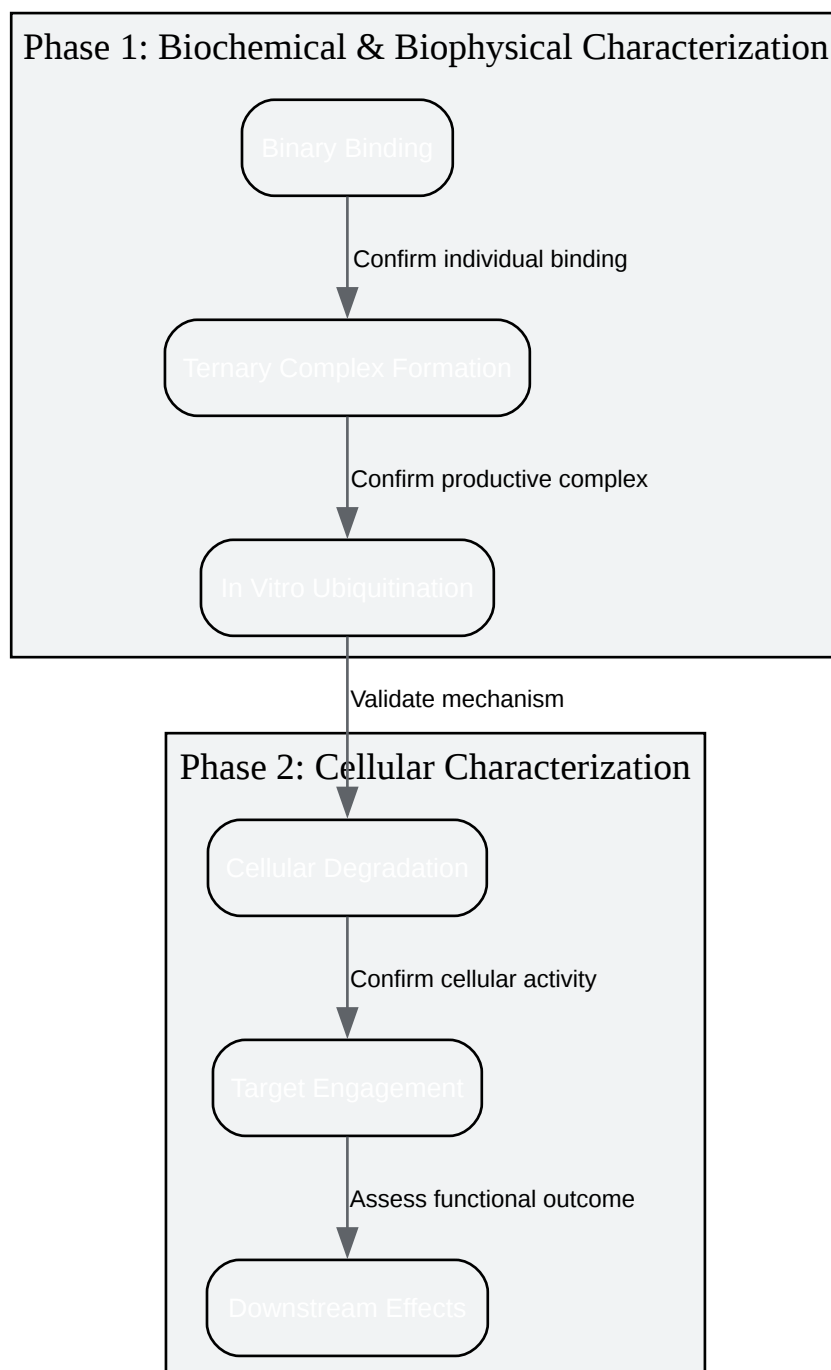 Phase 1: Biochemical & Biophysical Characterization
Binary Binding
Confirm individual binding
Ternary Complex Formation
Confirm productive complex
In Vitro Ubiquitination
Validate mechanism
Phase 2: Cellular Characterization
Cellular Degradation
Confirm cellular activity
Target Engagement
Assess functional outcome
Downstream Effects